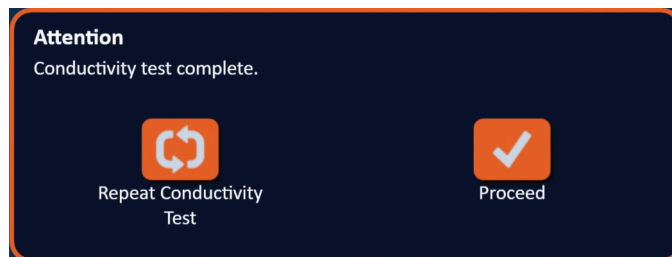 Attention
Conductivity test complete.
Repeat Conductivity
Test
Proceed